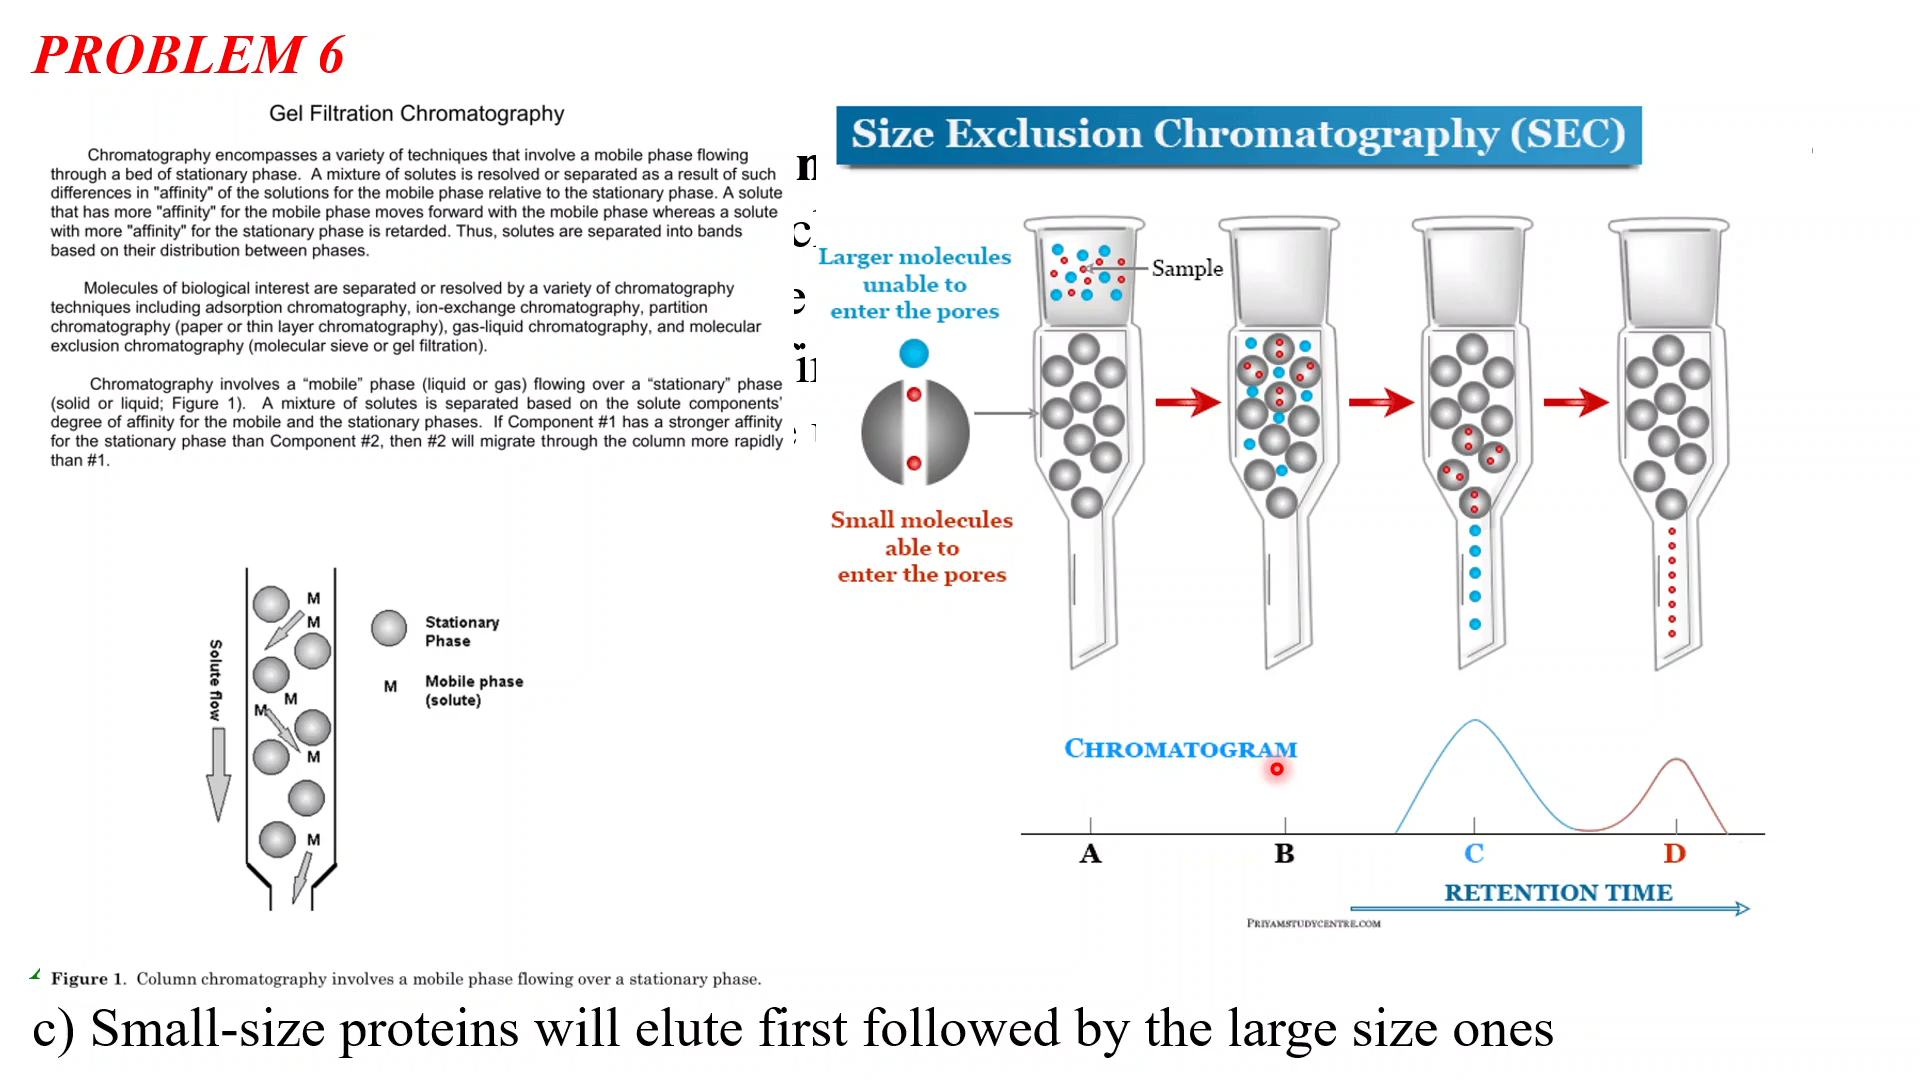 PROBLEM 6
Gel Filtration Chromatography
Chromatography encompasses a variety of techniques that involve a mobile phase flowing
through a bed of stationary phase. A mixture of solutes is resolved or separated as a result of such
differences in "affinity" of the solutions for the mobile phase relative to the stationary phase. A solute
that has more "affinity" for the mobile phase moves forward with the mobile phase whereas a solute
with more "affinity" for the stationary phase is retarded. Thus, solutes are separated into bands
based on their distribution between phases.
Molecules of biological interest are separated or resolved by a variety of chromatography
techniques including adsorption chromatography, ion-exchange chromatography, partition
chromatography (paper or thin layer chromatography), gas-liquid chromatography, and molecular
exclusion chromatography (molecular sieve or gel filtration).
Chromatography involves a “mobile” phase (liquid or gas) flowing over a “stationary” phase
(solid or liquid; Figure 1). A mixture of solutes is separated based on the solute components’
degree of affinity for the mobile and the stationary phases. If Component #1 has a stronger affinity
for the stationary phase than Component #2, then #2 will migrate through the column more rapidly
than #1.
Solute flow
M
M
M
M
M
M
Stationary
Phase
M
Mobile phase
(solute)
Figure 1. Column chromatography involves a mobile phase flowing over a stationary phase.
Size Exclusion Chromatography (SEC)
Larger molecules
unable to
enter the pores
Sample
Small molecules
able to
enter the pores
CHROMATOGRAM
A
B
C
D
RETENTION TIME
PRIYAMSTUDYCENTRE.COM
c) Small-size proteins will elute first followed by the large size ones